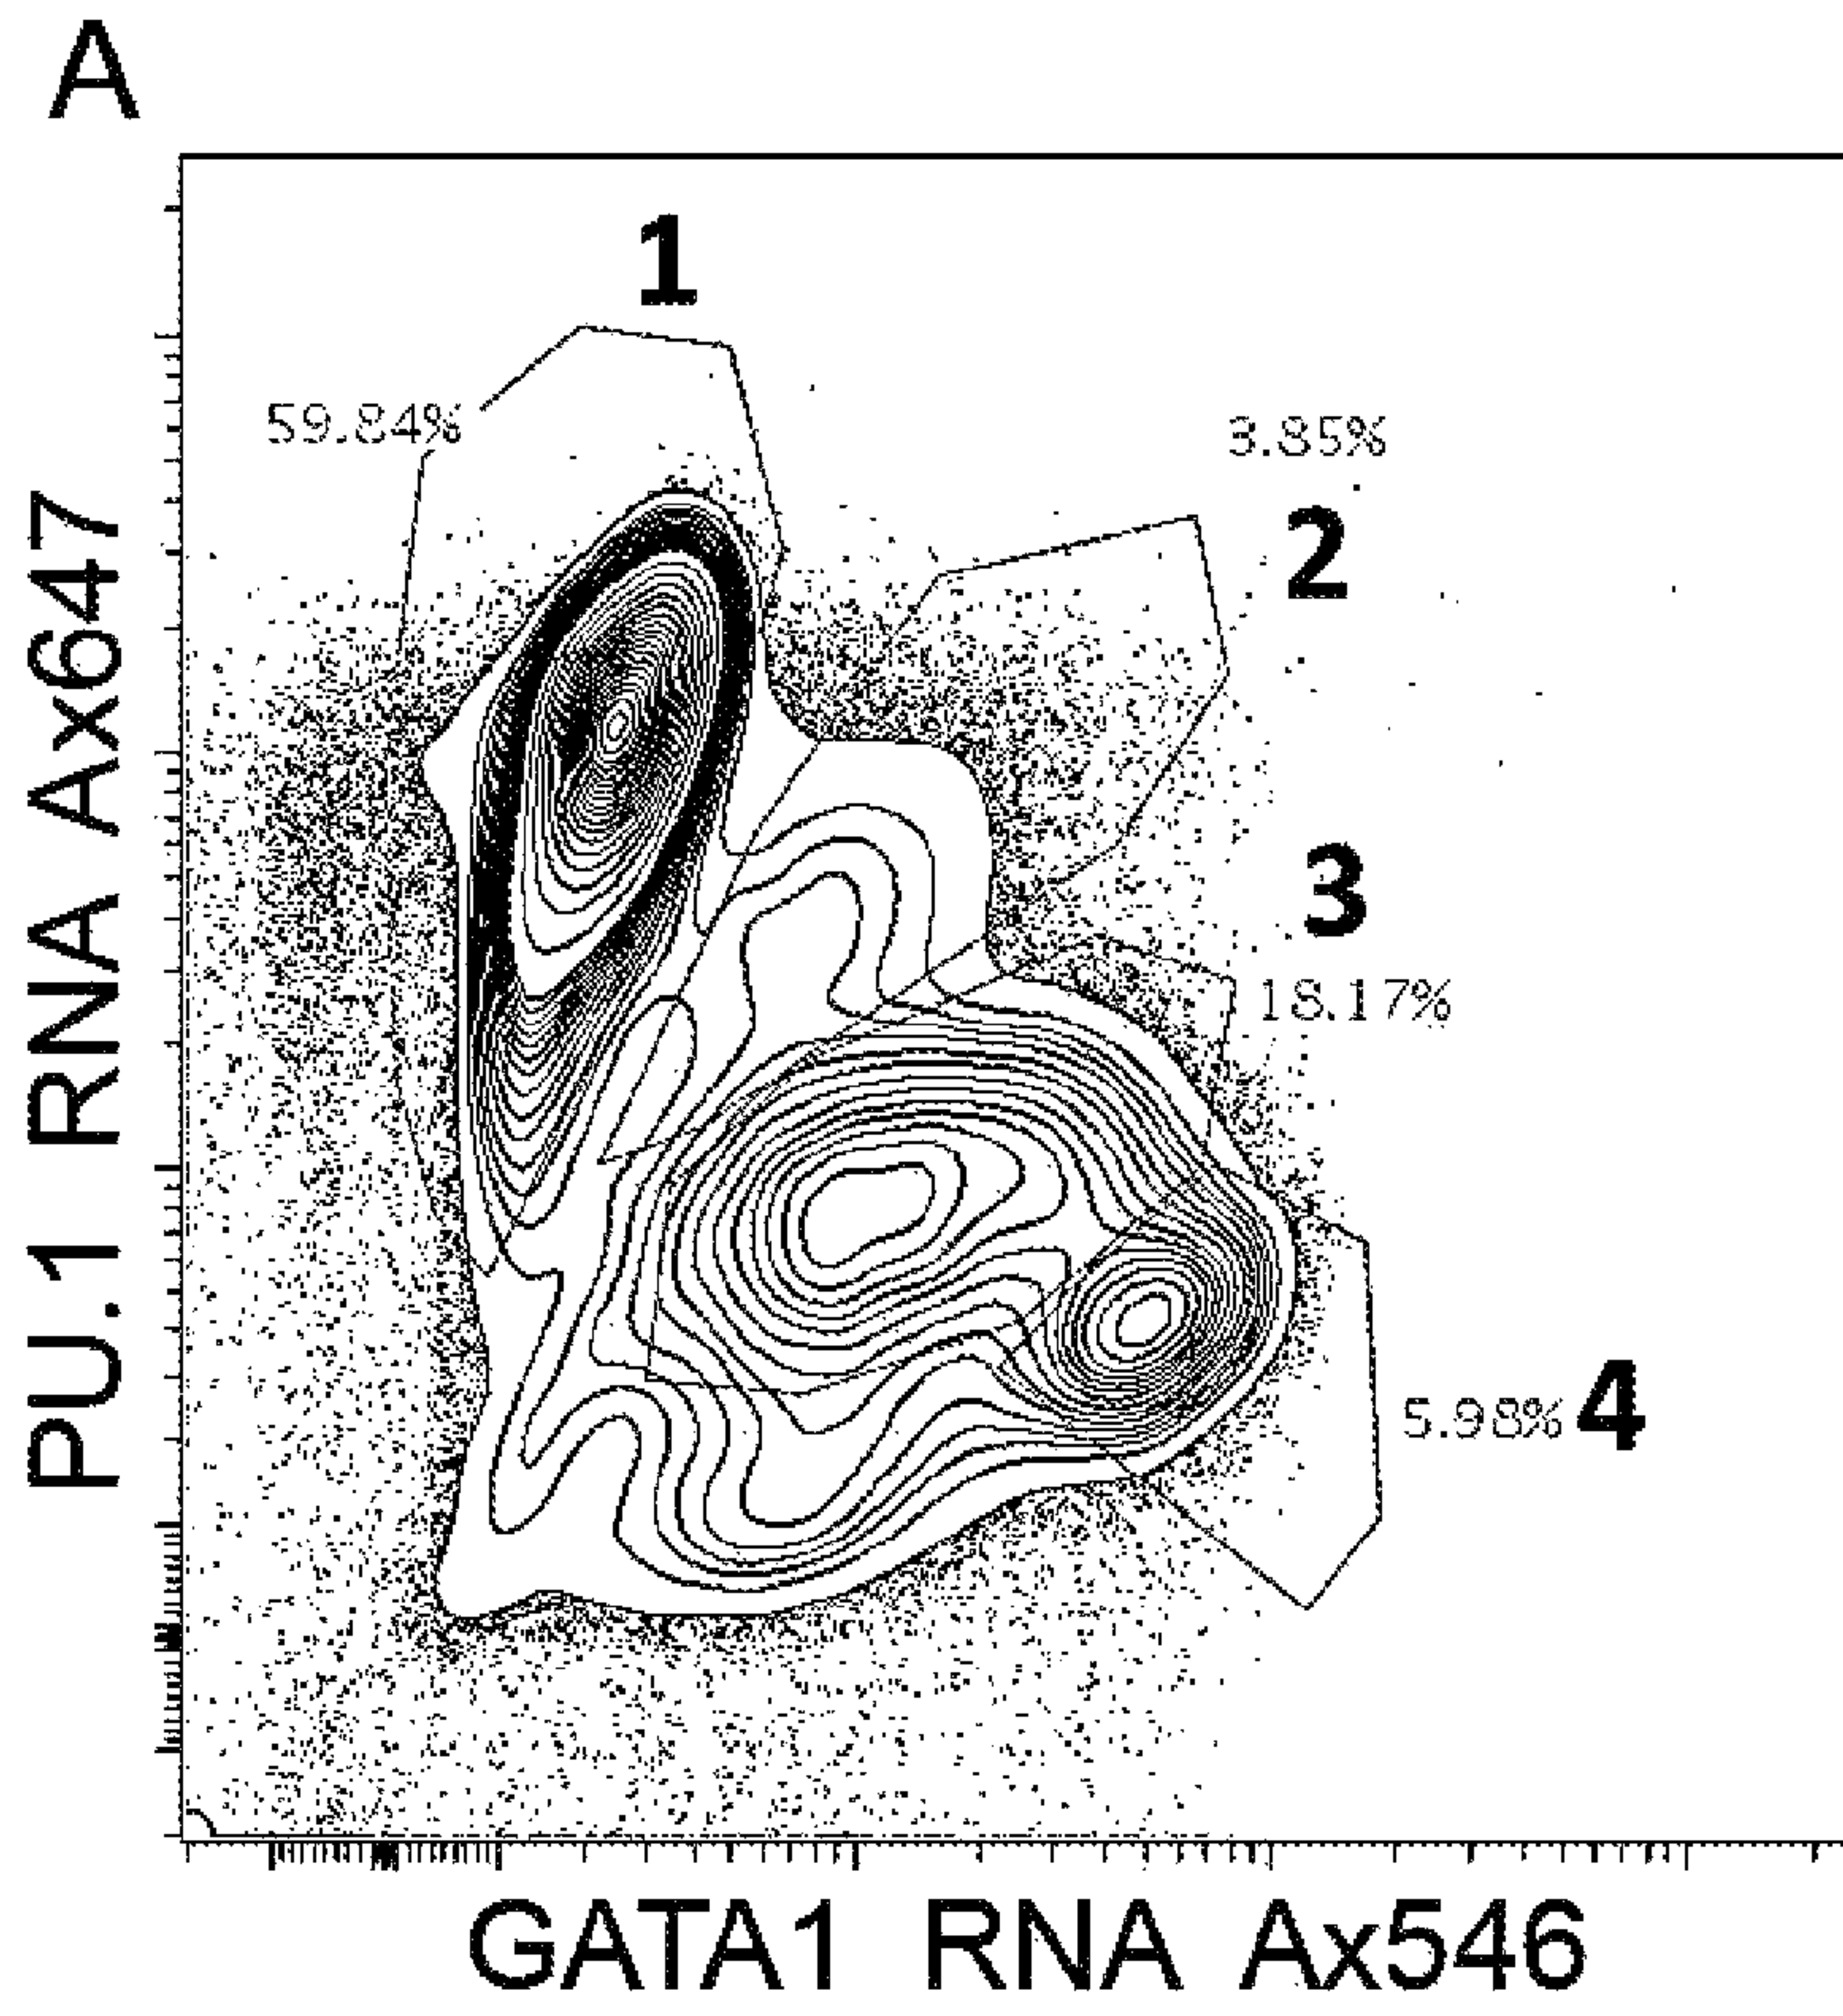 A
1
59.84%
3.85%
2
3
18.17%
5.98% 4
PU.1 RNA Ax647
GATA1 RNA Ax546